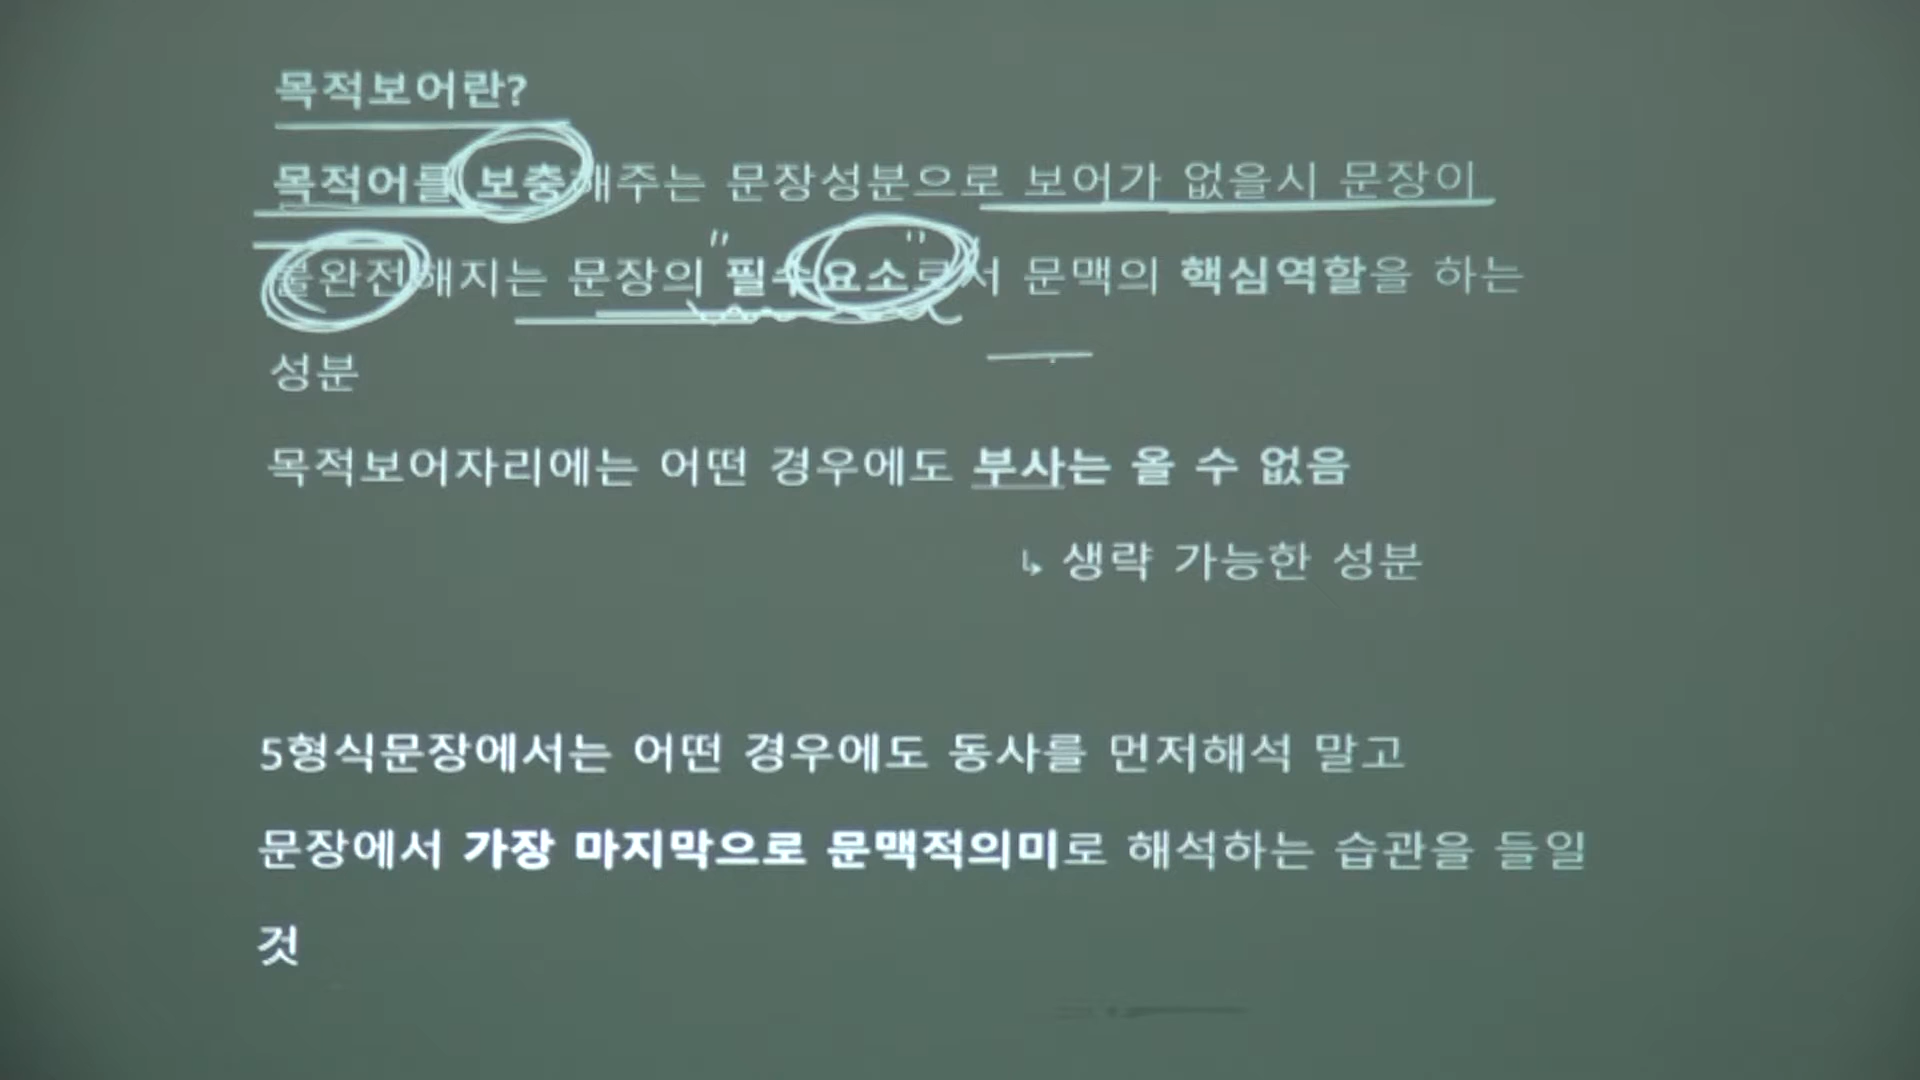 목적보어란?
목적어를 보충해주는 문장성분으로 보어가 없을시 문장이
불완전해지는 문장의 "필수요소"로서 문맥의 핵심역할을 하는
성분
목적보어자리에는 어떤 경우에도 부사는 올 수 없음
↳ 생략 가능한 성분
5형식문장에서는 어떤 경우에도 동사를 먼저해석 말고
문장에서 가장 마지막으로 문맥적의미로 해석하는 습관을 들일
것